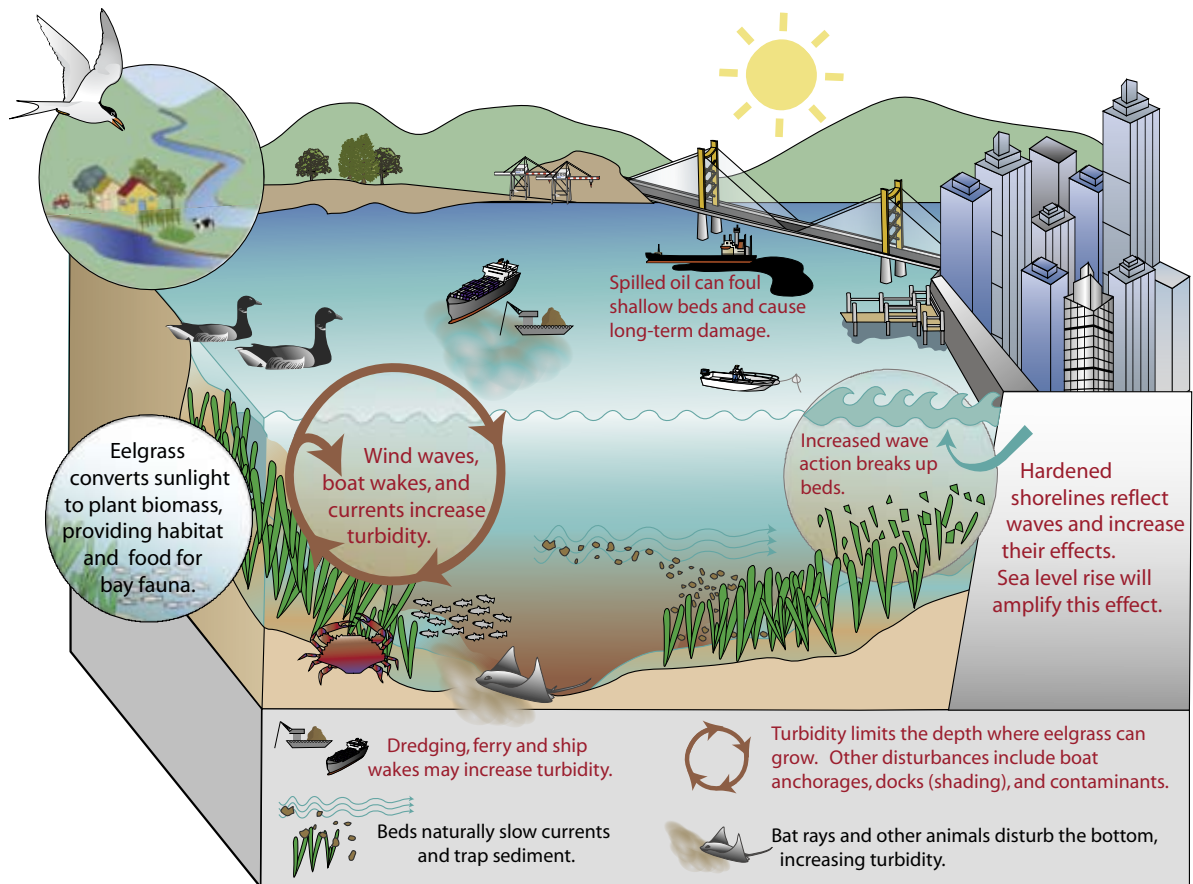 Spilled oil can foul
shallow beds and cause
long-term damage.
Eelgrass
converts sunlight
to plant biomass,
providing habitat
and food for
bay fauna.
Wind waves,
boat wakes, and
currents increase
turbidity.
Increased wave
action breaks up
beds.
Hardened
shorelines reflect
waves and increase
their effects.
Sea level rise will
amplify this effect.
Dredging, ferry and ship
wakes may increase turbidity.
Turbidity limits the depth where eelgrass can
grow. Other disturbances include boat
anchorages, docks (shading), and contaminants.
Beds naturally slow currents
and trap sediment.
Bat rays and other animals disturb the bottom,
increasing turbidity.